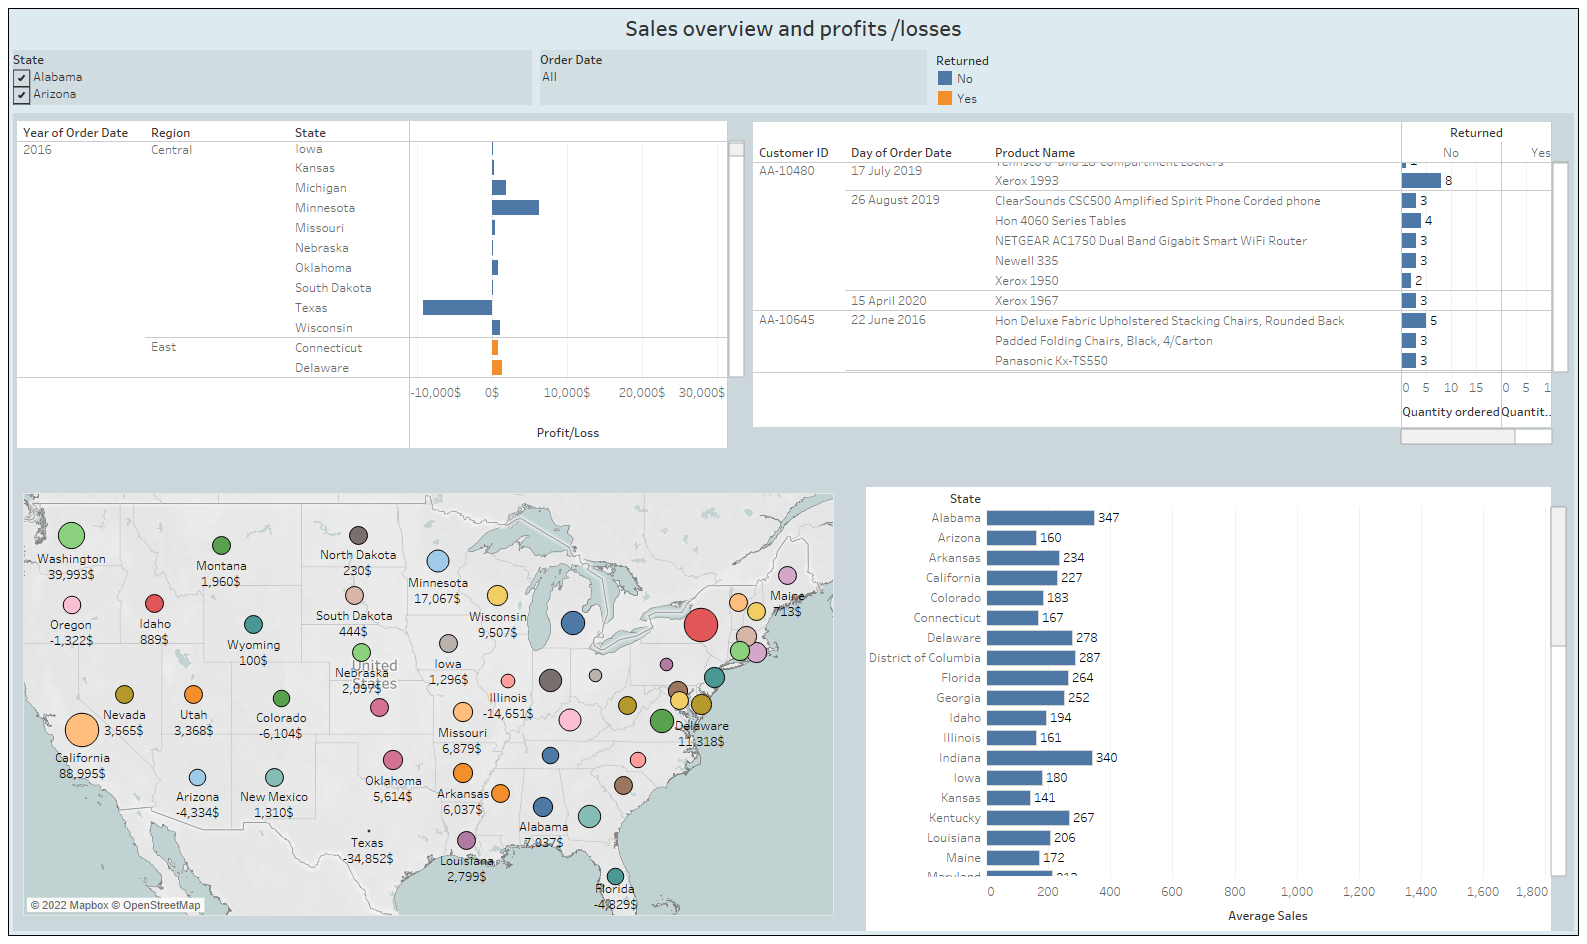 Sales overview and profits /losses
State
Alabama
Arizona
Order Date
All
Returned
No
Yes
Year of Order Date Region State
2016 Central Iowa
Kansas
Michigan
Minnesota
Missouri
Nebraska
Oklahoma
South Dakota
Texas
Wisconsin
East Connecticut
Delaware
-10,000$ 0$ 10,000$ 20,000$ 30,000$
Profit/Loss
Returned
Customer ID Day of Order Date Product Name No Yes
AA-10480 17 July 2019
Xerox 1993 8
26 August 2019 ClearSounds CSC500 Amplified Spirit Phone Corded phone 3
Hon 4060 Series Tables 4
NETGEAR AC1750 Dual Band Gigabit Smart WiFi Router 3
Newell 335 3
Xerox 1950 2
15 April 2020 Xerox 1967 3
AA-10645 22 June 2016 Hon Deluxe Fabric Upholstered Stacking Chairs, Rounded Back 5
Padded Folding Chairs, Black, 4/Carton 3
Panasonic Kx-TS550 3
0 5 10 15 0 5 1
Quantity ordered Quantit..
Washington
39,993$
Montana
1,960$
North Dakota
230$
Minnesota
17,067$
Maine
713$
Oregon
-1,322$
Idaho
889$
Wyoming
100$
South Dakota
444$
Wisconsin
9,507$
Iowa
1,296$
United
States
Nebraska
2,097$
Illinois
-14,651$
Nevada
3,565$
Utah
3,368$
Colorado
-6,104$
Missouri
6,879$
Delaware
11,318$
California
88,995$
Arizona
-4,334$
New Mexico
1,310$
Oklahoma
5,614$
Arkansas
6,037$
Texas
-34,852$
Louisiana
2,799$
Alabama
7,037$
Florida
-4,829$
© 2022 Mapbox © OpenStreetMap
State
Alabama 347
Arizona 160
Arkansas 234
California 227
Colorado 183
Connecticut 167
Delaware 278
District of Columbia 287
Florida 264
Georgia 252
Idaho 194
Illinois 161
Indiana 340
Iowa 180
Kansas 141
Kentucky 267
Louisiana 206
Maine 172
Maryland
0 200 400 600 800 1,000 1,200 1,400 1,600 1,800
Average Sales